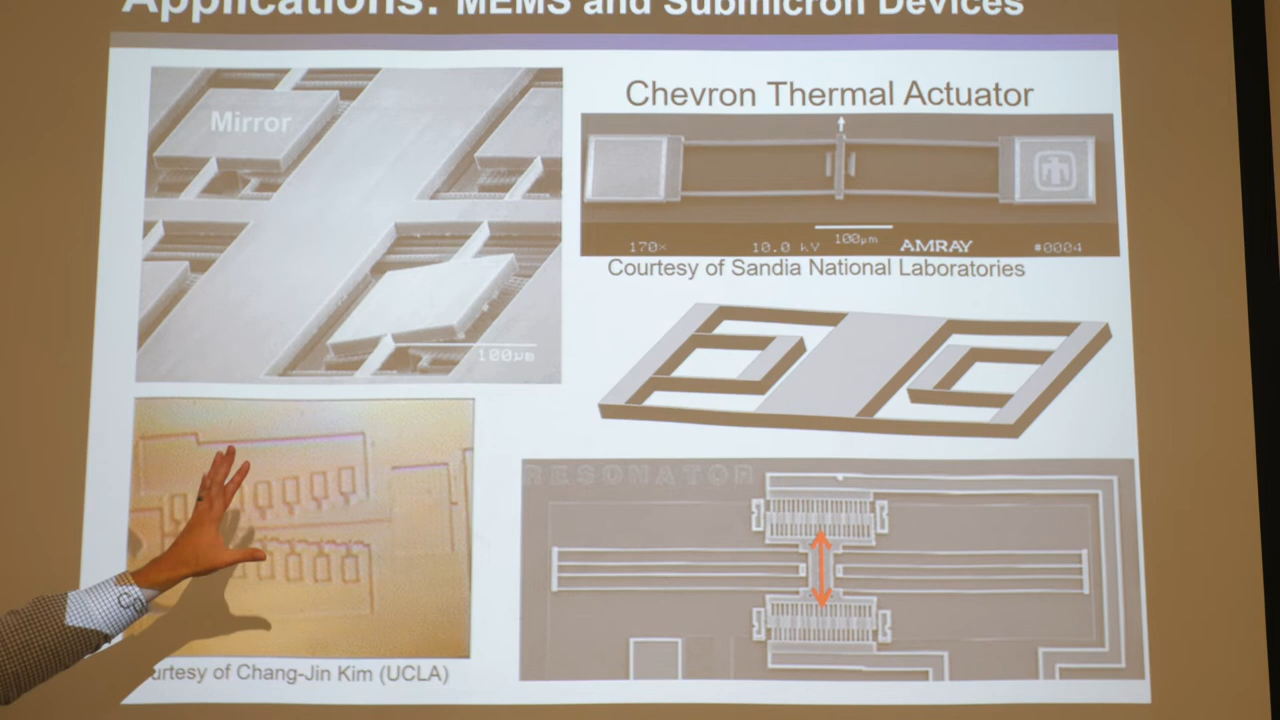 Applications: MEMS and Submicron Devices
Mirror
100µm
Chevron Thermal Actuator
170× 10.0 kV 100µm AMRAY #0004
Courtesy of Sandia National Laboratories
RESONATOR
urtesy of Chang-Jin Kim (UCLA)